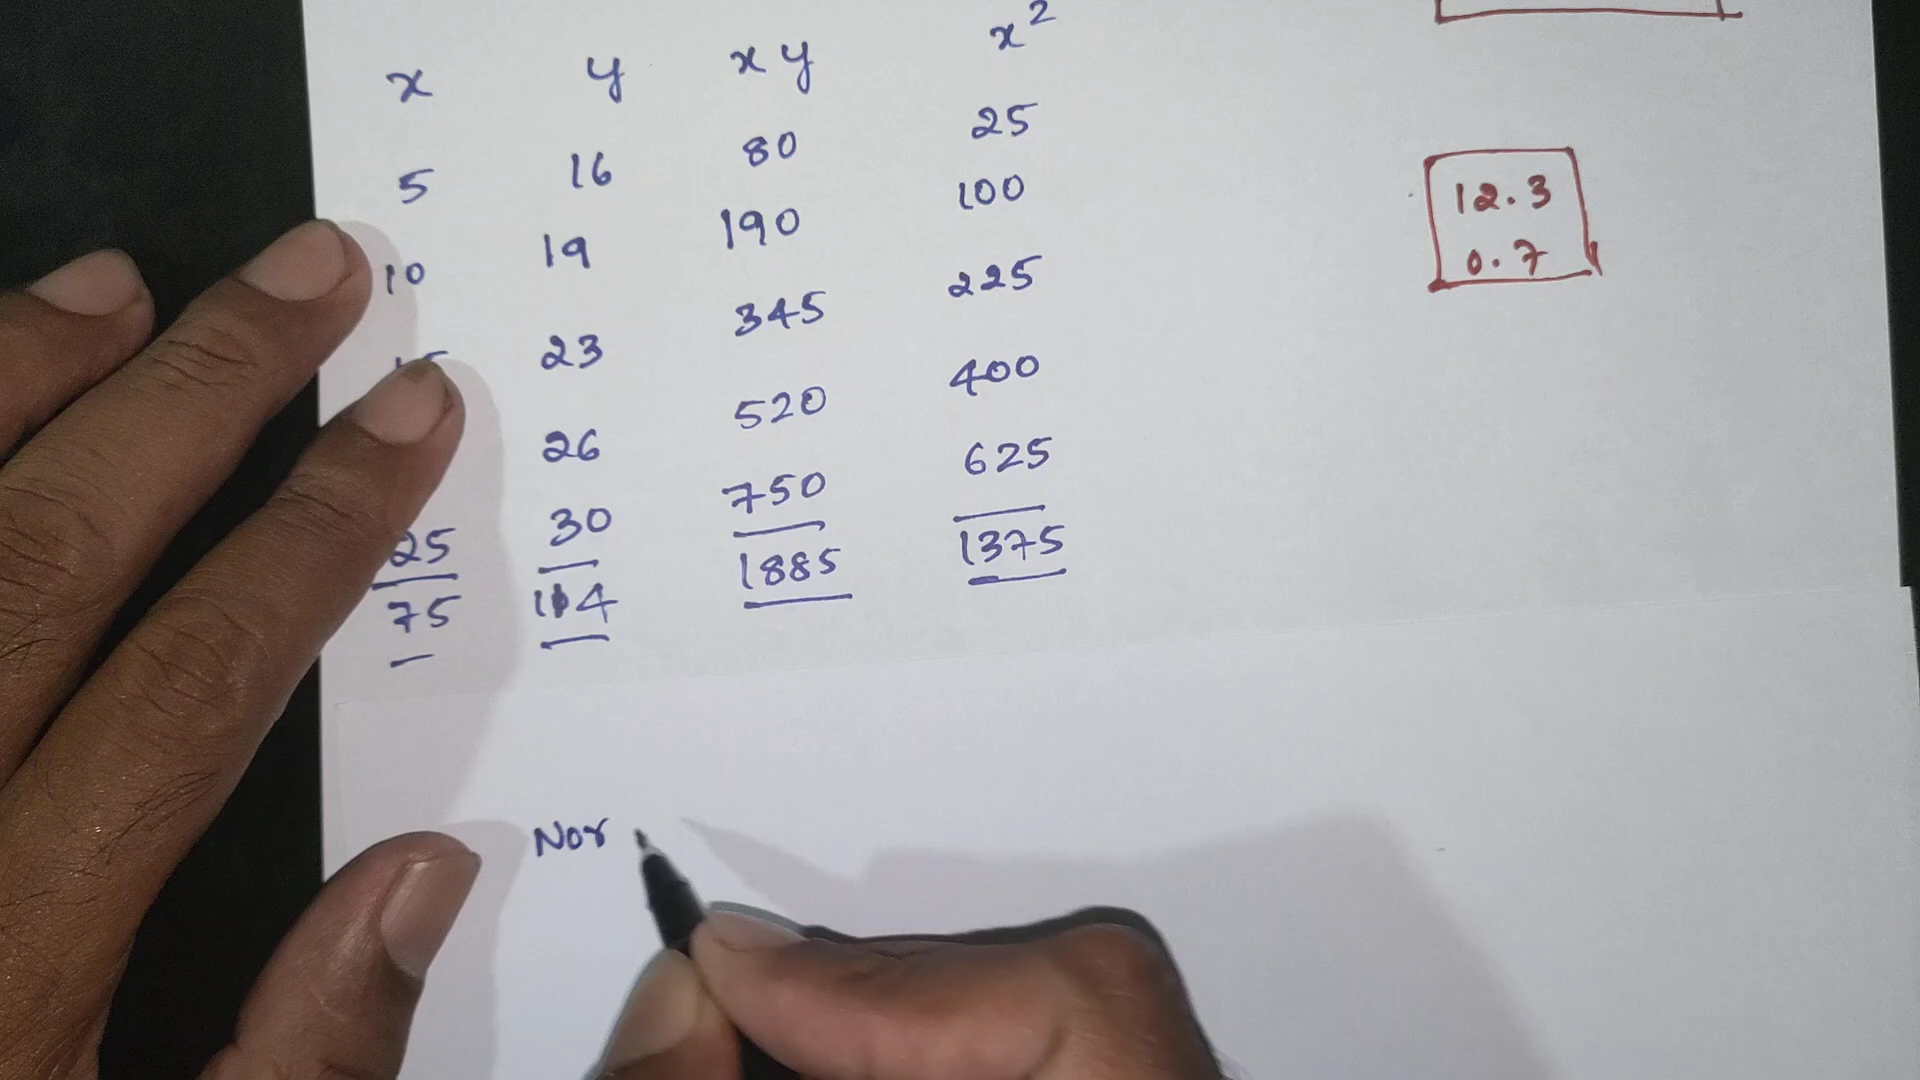 x y xy x²
5 16 80 25
10 19 190 100
23 345 225
26 520 400
25 30 750 625
75 114 1885 1375
12.3
0.7
Nor